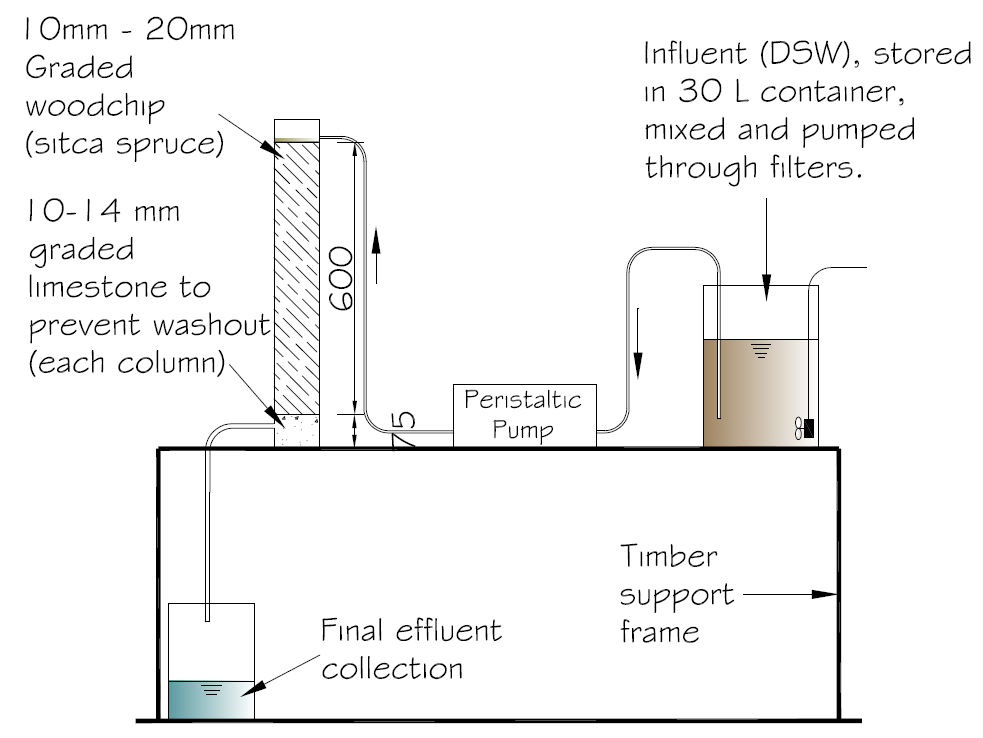 10mm - 20mm
Graded
woodchip
(sitca spruce)
10-14 mm
graded
limestone to
prevent washout
(each column)
600
75
Peristaltic
Pump
Influent (DSW), stored
in 30 L container,
mixed and pumped
through filters.
Timber
support
frame
Final effluent
collection